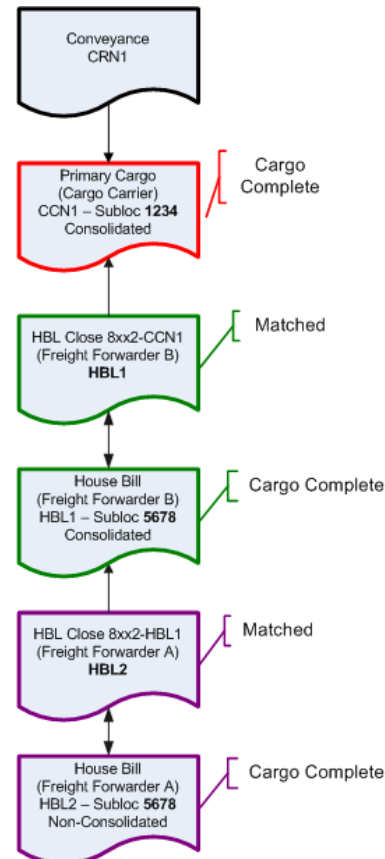 Conveyance
CRN1
Primary Cargo
(Cargo Carrier)
CCN1 – Subloc 1234
Consolidated
Cargo
Complete
HBL Close 8xx2-CCN1
(Freight Forwarder B)
HBL1
Matched
House Bill
(Freight Forwarder B)
HBL1 – Subloc 5678
Consolidated
Cargo Complete
HBL Close 8xx2-HBL1
(Freight Forwarder A)
HBL2
Matched
House Bill
(Freight Forwarder A)
HBL2 – Subloc 5678
Non-Consolidated
Cargo Complete